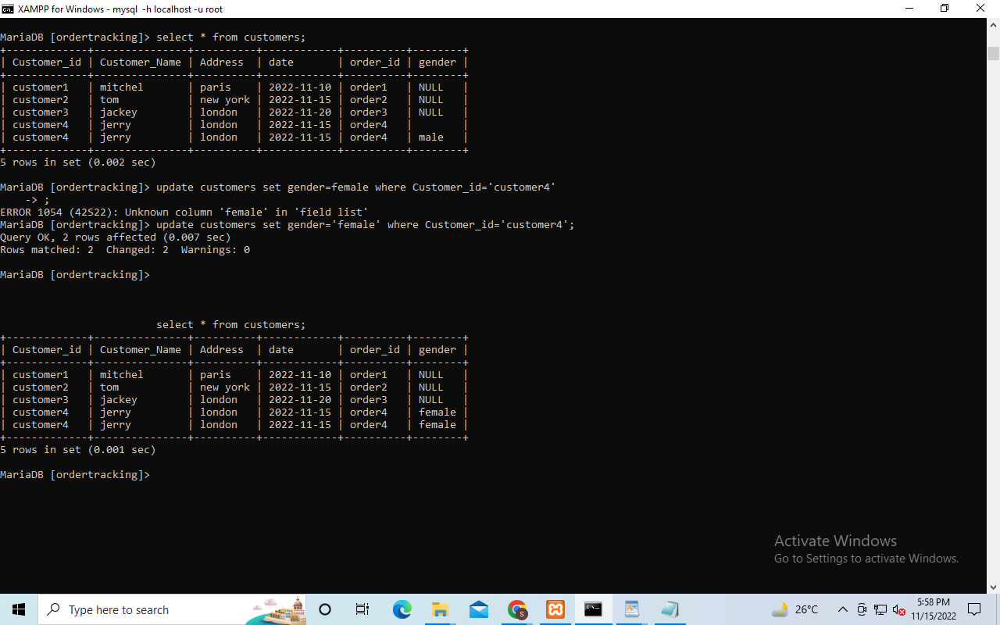 XAMPP for Windows - mysql  -h localhost -u root
MariaDB [ordertracking]> select * from customers;
+-------------+---------------+----------+------------+----------+--------+
| Customer_id | Customer_Name | Address  | date       | order_id | gender |
+-------------+---------------+----------+------------+----------+--------+
| customer1   | mitchel       | paris    | 2022-11-10 | order1   | NULL   |
| customer2   | tom           | new york | 2022-11-15 | order2   | NULL   |
| customer3   | jackey        | london   | 2022-11-20 | order3   | NULL   |
| customer4   | jerry         | london   | 2022-11-15 | order4   |        |
| customer4   | jerry         | london   | 2022-11-15 | order4   | male   |
+-------------+---------------+----------+------------+----------+--------+
5 rows in set (0.002 sec)
MariaDB [ordertracking]> update customers set gender=female where Customer_id='customer4'
    -> ;
ERROR 1054 (42S22): Unknown column 'female' in 'field list'
MariaDB [ordertracking]> update customers set gender='female' where Customer_id='customer4';
Query OK, 2 rows affected (0.007 sec)
Rows matched: 2  Changed: 2  Warnings: 0
MariaDB [ordertracking]>
select * from customers;
+-------------+---------------+----------+------------+----------+--------+
| Customer_id | Customer_Name | Address  | date       | order_id | gender |
+-------------+---------------+----------+------------+----------+--------+
| customer1   | mitchel       | paris    | 2022-11-10 | order1   | NULL   |
| customer2   | tom           | new york | 2022-11-15 | order2   | NULL   |
| customer3   | jackey        | london   | 2022-11-20 | order3   | NULL   |
| customer4   | jerry         | london   | 2022-11-15 | order4   | female |
| customer4   | jerry         | london   | 2022-11-15 | order4   | female |
+-------------+---------------+----------+------------+----------+--------+
5 rows in set (0.001 sec)
MariaDB [ordertracking]>
Activate Windows
Go to Settings to activate Windows.
Type here to search
S
26°C
5:58 PM
11/15/2022